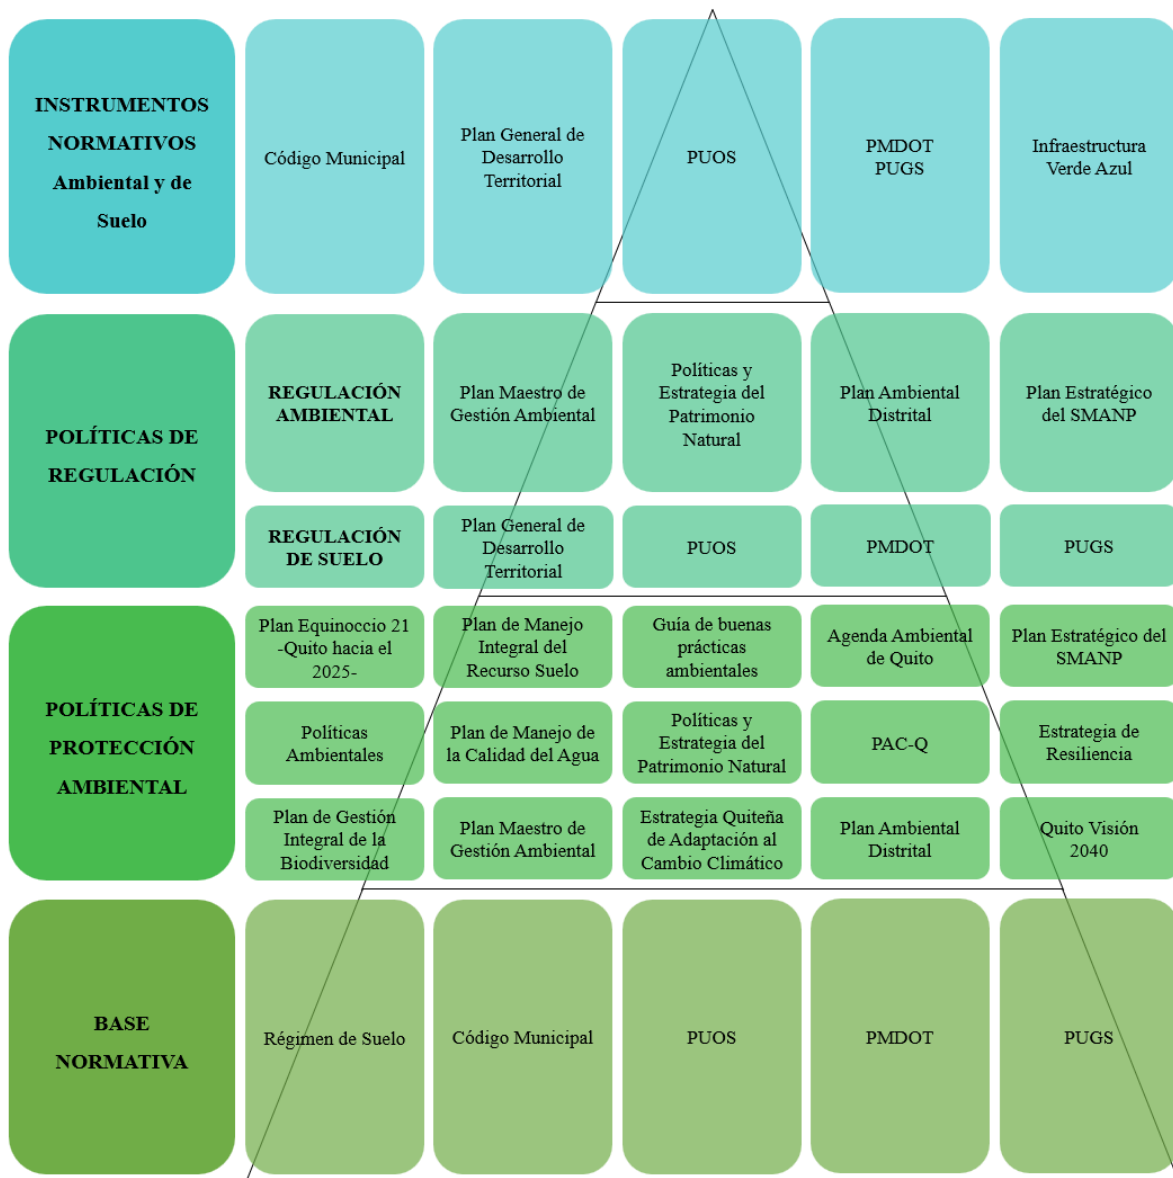 INSTRUMENTOS
NORMATIVOS
Ambiental y de
Suelo
Código Municipal
Plan General de
Desarrollo
Territorial
PUOS
PMDOT
PUGS
Infraestructura
Verde Azul
POLÍTICAS DE
REGULACIÓN
REGULACIÓN
AMBIENTAL
Plan Maestro de
Gestión Ambiental
Políticas y
Estrategia del
Patrimonio
Natural
Plan Ambiental
Distrital
Plan Estratégico
del SMANP
REGULACIÓN
DE SUELO
Plan General de
Desarrollo
Territorial
PUOS
PMDOT
PUGS
POLÍTICAS DE
PROTECCIÓN
AMBIENTAL
Plan Equinoccio 21
-Quito hacia el
2025-
Plan de Manejo
Integral del
Recurso Suelo
Guía de buenas
prácticas
ambientales
Agenda Ambiental
de Quito
Plan Estratégico del
SMANP
Políticas
Ambientales
Plan de Manejo de
la Calidad del Agua
Políticas y
Estrategia del
Patrimonio Natural
PAC-Q
Estrategia de
Resiliencia
Plan de Gestión
Integral de la
Biodiversidad
Plan Maestro de
Gestión Ambiental
Estrategia Quiteña
de Adaptación al
Cambio Climático
Plan Ambiental
Distrital
Quito Visión
2040
BASE
NORMATIVA
Régimen de Suelo
Código Municipal
PUOS
PMDOT
PUGS